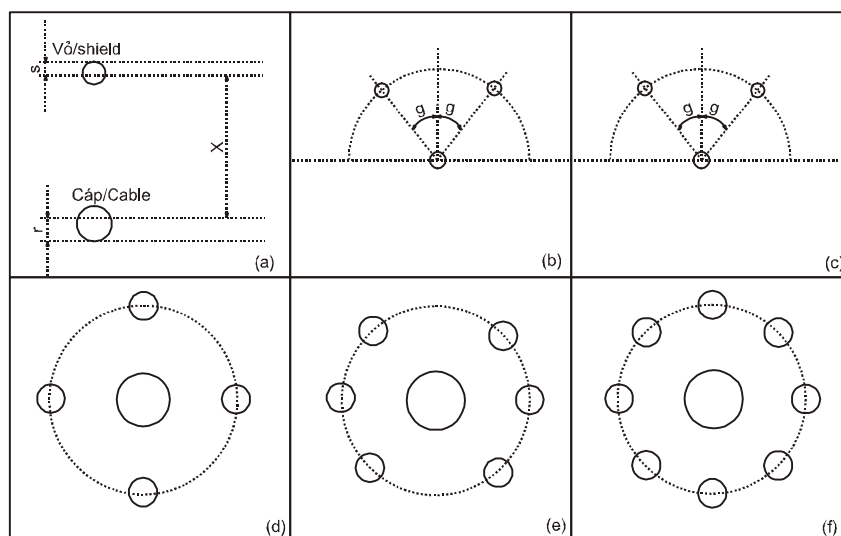 Vỏ/shield
s
X
Cáp/Cable
r
(a)
g g
(b)
g g
(c)
(d)
(e)
(f)